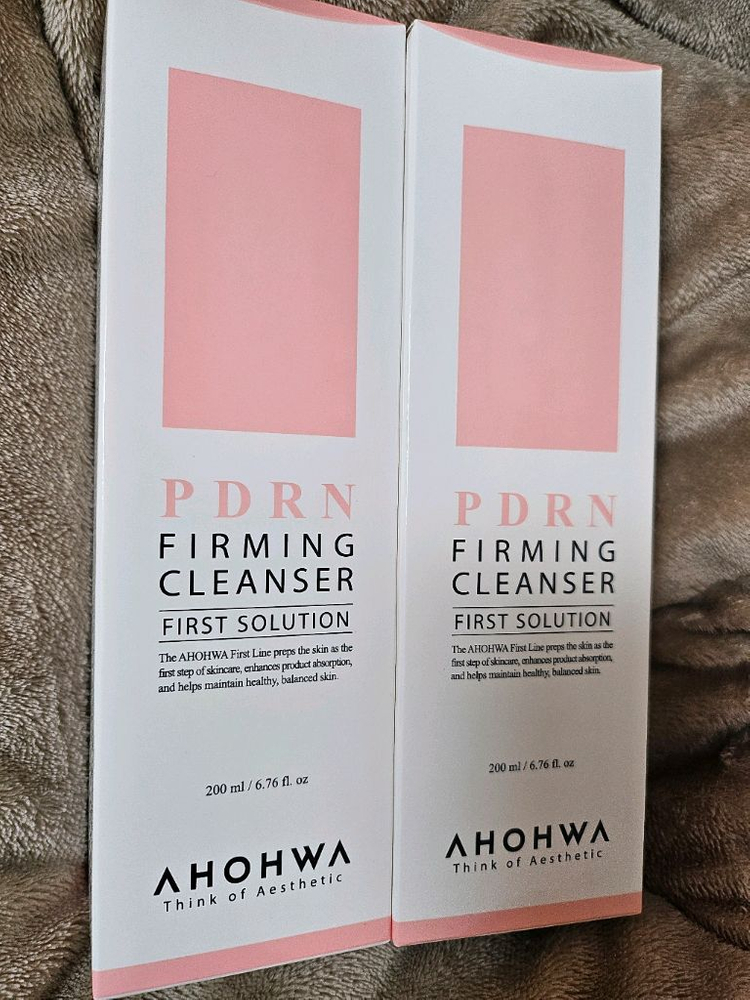 PDRN
FIRMING
CLEANSER
FIRST SOLUTION
The AHOHWA First Line preps the skin as the
first step of skincare, enhances product absorption,
and helps maintain healthy, balanced skin.
200 ml / 6.76 fl. oz
AHOHWA
Think of Aesthetic
PDRN
FIRMING
CLEANSER
FIRST SOLUTION
The AHOHWA First Line preps the skin as the
first step of skincare, enhances product absorption,
and helps maintain healthy, balanced skin.
200 ml / 6.76 fl. oz
AHOHWA
Think of Aesthetic